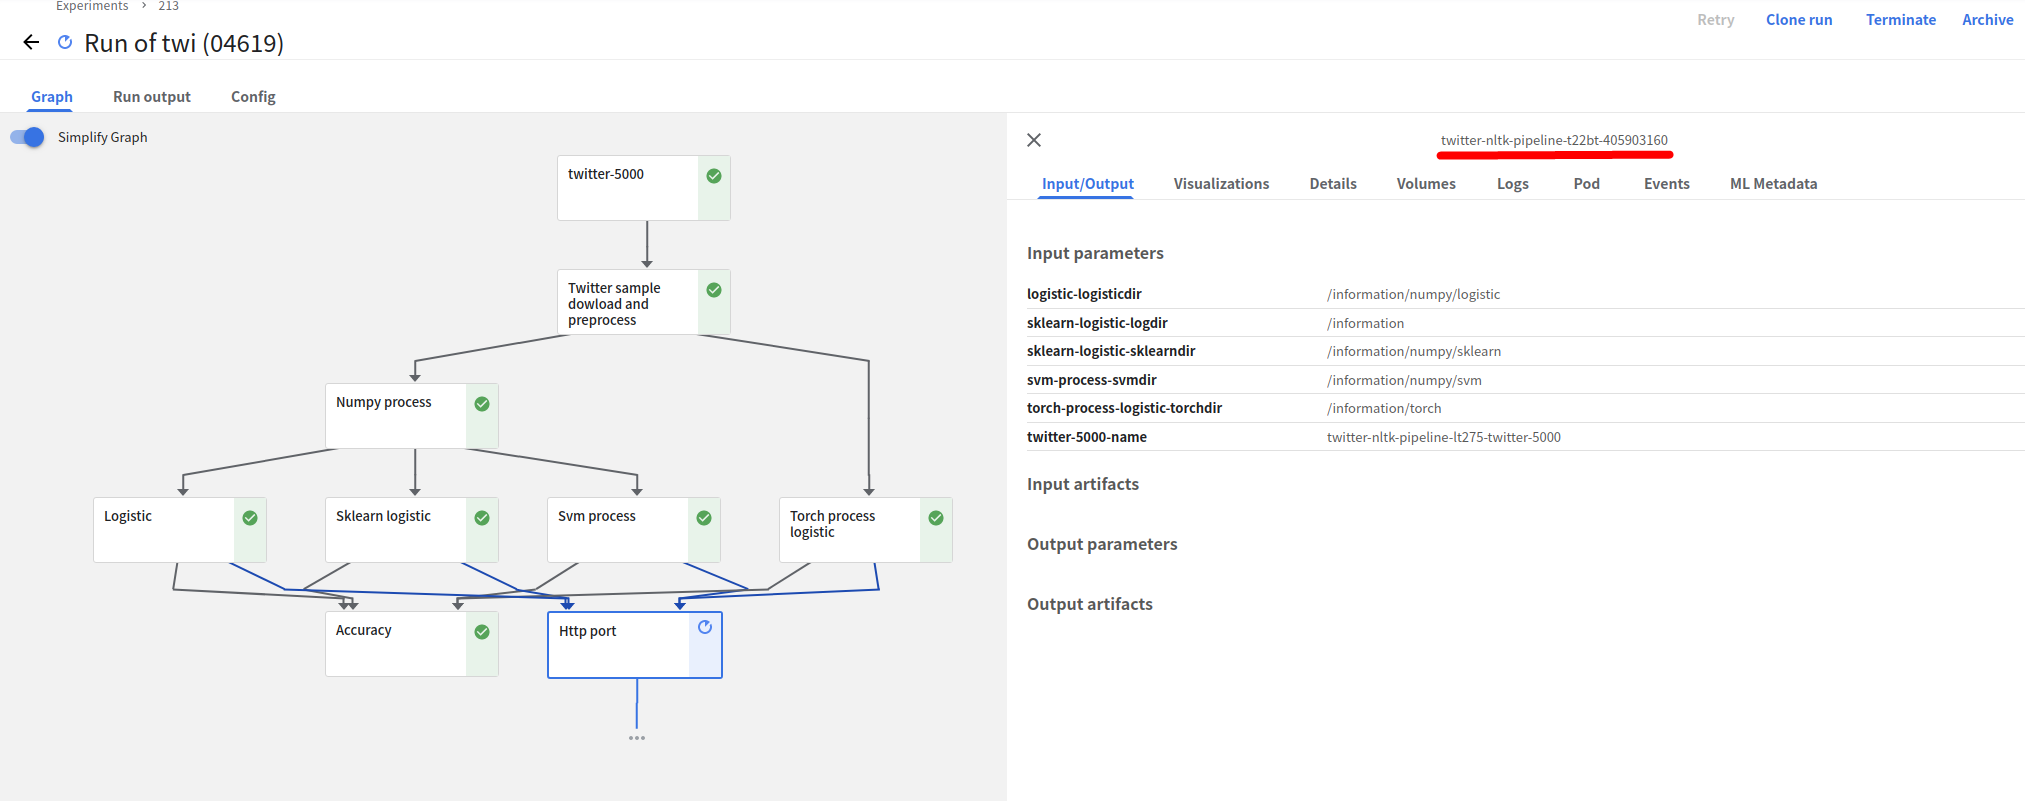 Experiments > 213
Retry Clone run Terminate Archive
Run of twi (04619)
Graph Run output Config
Simplify Graph
twitter-5000
Twitter sample
dowload and
preprocess
Numpy process
Logistic
Sklearn logistic
Svm process
Torch process
logistic
Accuracy
Http port
twitter-nltk-pipeline-t22bt-405903160
Input/Output Visualizations Details Volumes Logs Pod Events ML Metadata
Input parameters
logistic-logisticdir /information/numpy/logistic
sklearn-logistic-logdir /information
sklearn-logistic-sklearndir /information/numpy/sklearn
svm-process-svmdir /information/numpy/svm
torch-process-logistic-torchdir /information/torch
twitter-5000-name twitter-nltk-pipeline-lt275-twitter-5000
Input artifacts
Output parameters
Output artifacts